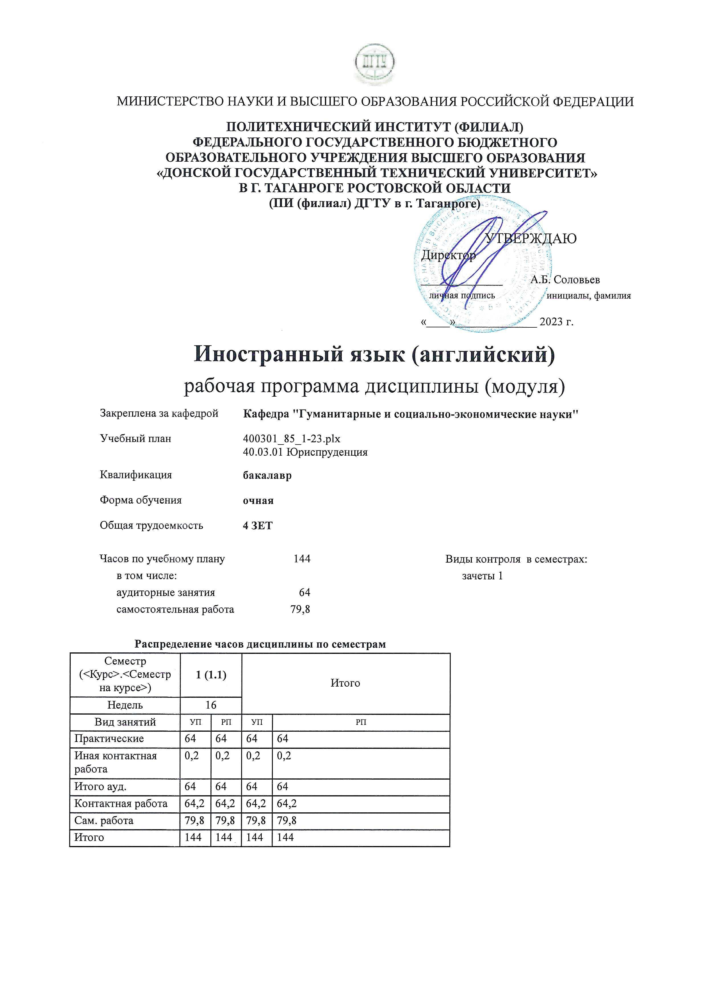 ДГТУ
МИНИСТЕРСТВО НАУКИ И ВЫСШЕГО ОБРАЗОВАНИЯ РОССИЙСКОЙ ФЕДЕРАЦИИ
ПОЛИТЕХНИЧЕСКИЙ ИНСТИТУТ (ФИЛИАЛ)
ФЕДЕРАЛЬНОГО ГОСУДАРСТВЕННОГО БЮДЖЕТНОГО
ОБРАЗОВАТЕЛЬНОГО УЧРЕЖДЕНИЯ ВЫСШЕГО ОБРАЗОВАНИЯ
«ДОНСКОЙ ГОСУДАРСТВЕННЫЙ ТЕХНИЧЕСКИЙ УНИВЕРСИТЕТ»
В Г. ТАГАНРОГЕ РОСТОВСКОЙ ОБЛАСТИ
(ПИ (филиал) ДГТУ в г. Таганроге)
УТВЕРЖДАЮ
Директор
______________ А.Б. Соловьев
личная подпись инициалы, фамилия
«____»______________ 2023 г.
Иностранный язык (английский)
рабочая программа дисциплины (модуля)
Закреплена за кафедрой Кафедра "Гуманитарные и социально-экономические науки"
Учебный план 400301_85_1-23.plx
40.03.01 Юриспруденция
Квалификация бакалавр
Форма обучения очная
Общая трудоемкость 4 ЗЕТ
Часов по учебному плану 144 Виды контроля в семестрах:
в том числе: зачеты 1
аудиторные занятия 64
самостоятельная работа 79,8
Распределение часов дисциплины по семестрам
Семестр
(<Курс>.<Семестр 1 (1.1) Итого
на курсе>)
Недель 16
Вид занятий УП РП УП РП
Практические 64 64 64 64
Иная контактная 0,2 0,2 0,2 0,2
работа
Итого ауд. 64 64 64 64
Контактная работа 64,2 64,2 64,2 64,2
Сам. работа 79,8 79,8 79,8 79,8
Итого 144 144 144 144